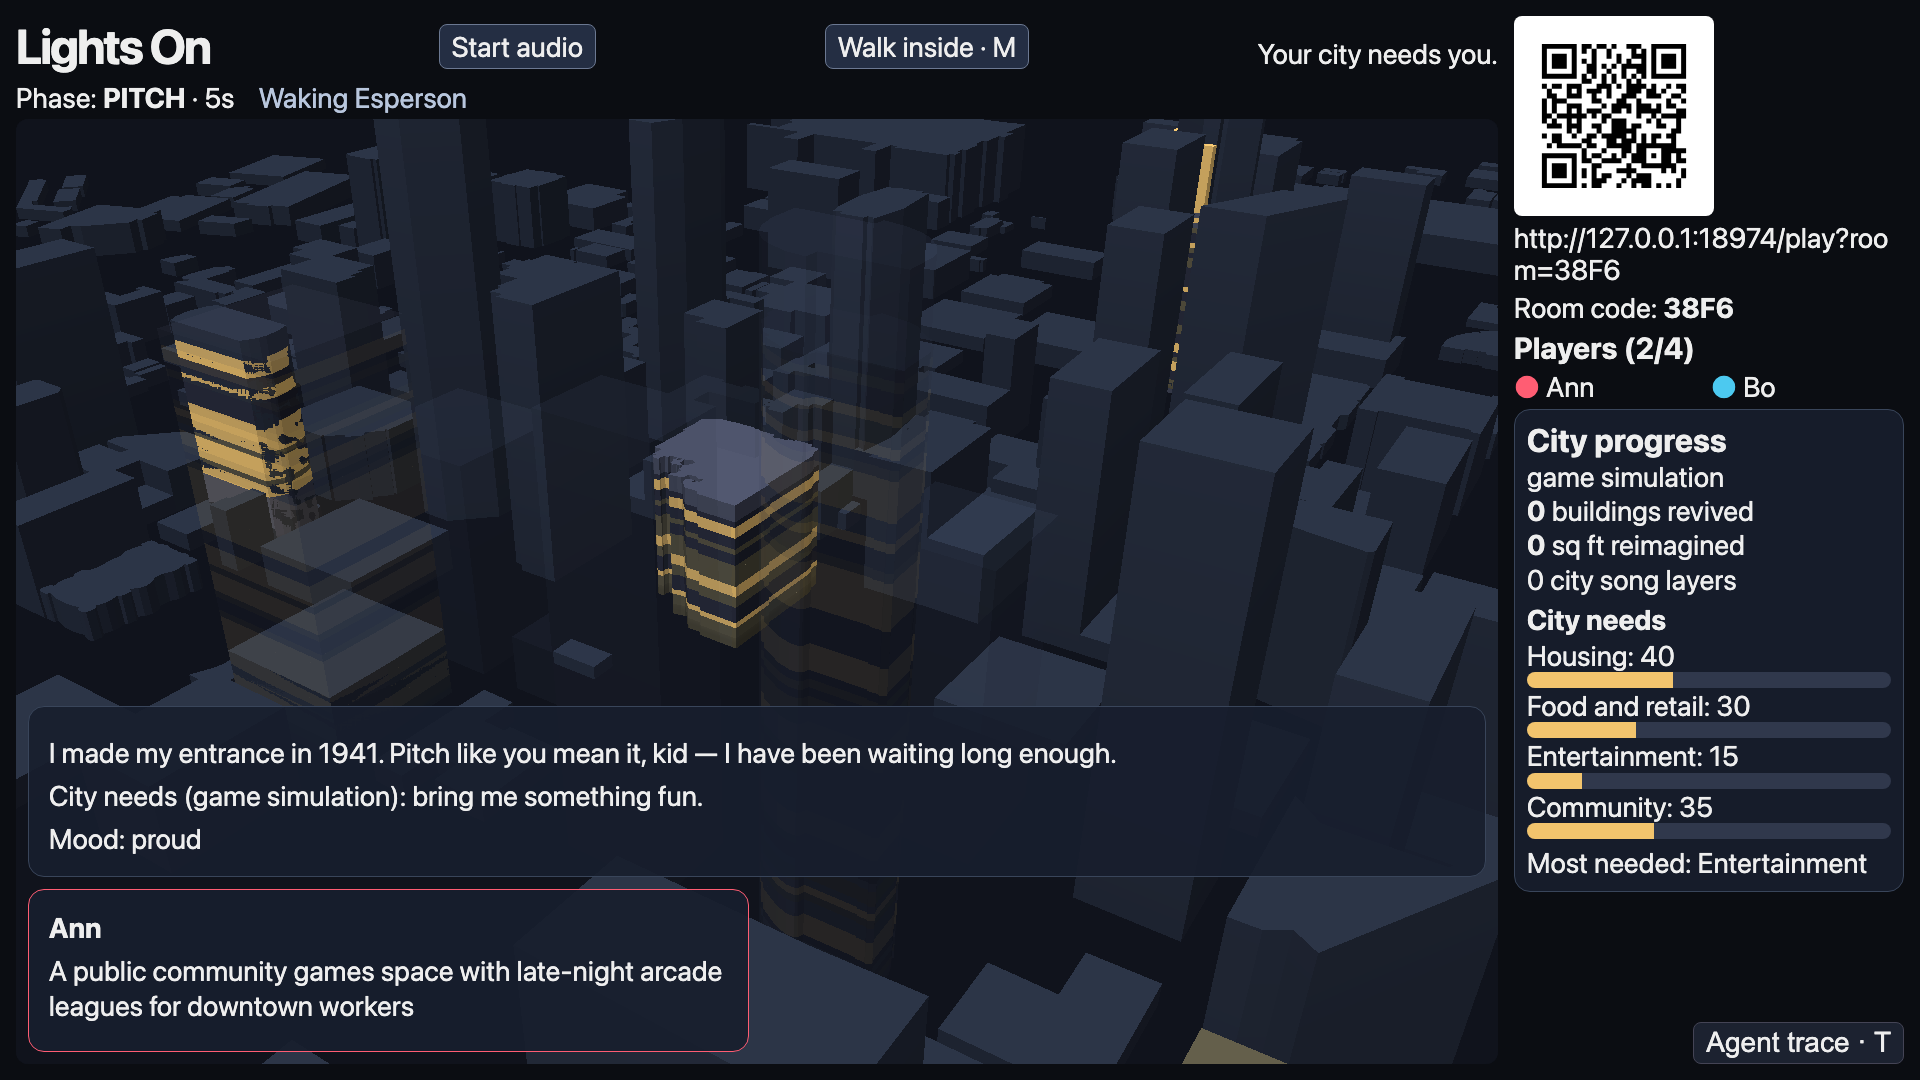 Lights On
Start audio
Walk inside · M
Your city needs you.
Phase: PITCH · 5s Waking Esperson
http://127.0.0.1:18974/play?roo
m=38F6
Room code: 38F6
Players (2/4)
Ann
Bo
City progress
game simulation
0 buildings revived
0 sq ft reimagined
0 city song layers
City needs
Housing: 40
Food and retail: 30
Entertainment: 15
Community: 35
Most needed: Entertainment
I made my entrance in 1941. Pitch like you mean it, kid — I have been waiting long enough.
City needs (game simulation): bring me something fun.
Mood: proud
Ann
A public community games space with late-night arcade
leagues for downtown workers
Agent trace · T